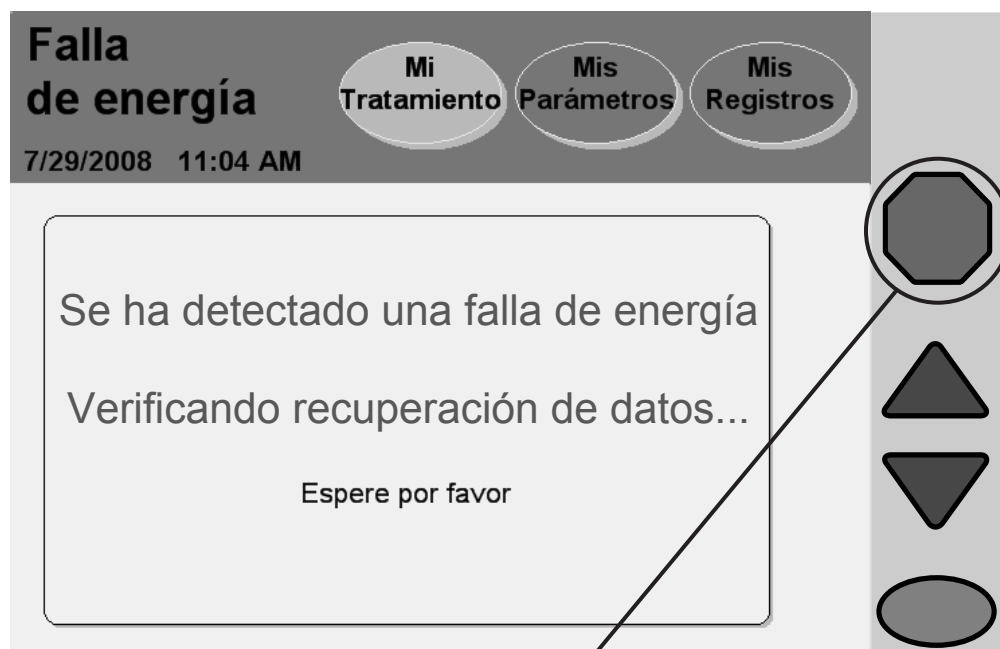 Falla
de energía
7/29/2008 11:04 AM
Mi
Tratamiento
Mis
Parámetros
Mis
Registros
Se ha detectado una falla de energía
Verificando recuperación de datos...
Espere por favor